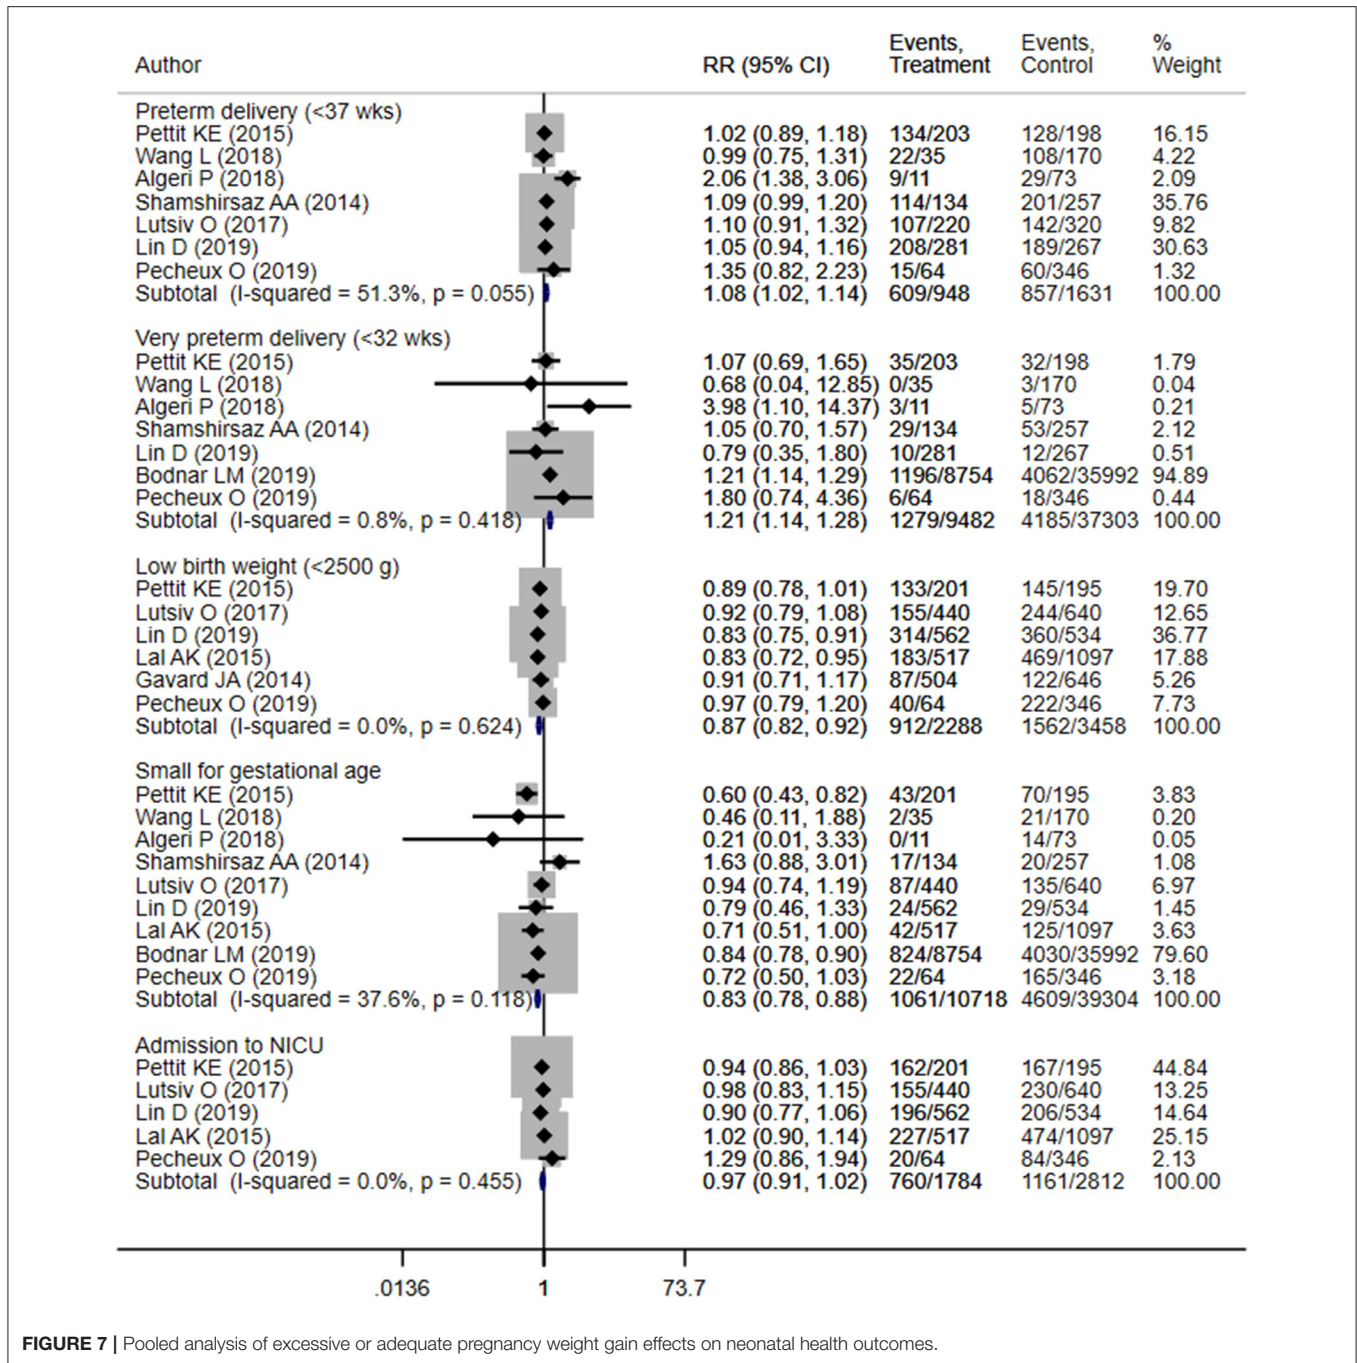 Author RR (95% CI) Events, Treatment Events, Control % Weight
Preterm delivery (<37 wks)
Pettit KE (2015) 1.02 (0.89, 1.18) 134/203 128/198 16.15
Wang L (2018) 0.99 (0.75, 1.31) 22/35 108/170 4.22
Algeri P (2018) 2.06 (1.38, 3.06) 9/11 29/73 2.09
Shamshirsaz AA (2014) 1.09 (0.99, 1.20) 114/134 201/257 35.76
Lutsiv O (2017) 1.10 (0.91, 1.32) 107/220 142/320 9.82
Lin D (2019) 1.05 (0.94, 1.16) 208/281 189/267 30.63
Pecheux O (2019) 1.35 (0.82, 2.23) 15/64 60/346 1.32
Subtotal (I-squared = 51.3%, p = 0.055) 1.08 (1.02, 1.14) 609/948 857/1631 100.00
Very preterm delivery (<32 wks)
Pettit KE (2015) 1.07 (0.69, 1.65) 35/203 32/198 1.79
Wang L (2018) 0.68 (0.04, 12.85) 0/35 3/170 0.04
Algeri P (2018) 3.98 (1.10, 14.37) 3/11 5/73 0.21
Shamshirsaz AA (2014) 1.05 (0.70, 1.57) 29/134 53/257 2.12
Lin D (2019) 0.79 (0.35, 1.80) 10/281 12/267 0.51
Bodnar LM (2019) 1.21 (1.14, 1.29) 1196/8754 4062/35992 94.89
Pecheux O (2019) 1.80 (0.74, 4.36) 6/64 18/346 0.44
Subtotal (I-squared = 0.8%, p = 0.418) 1.21 (1.14, 1.28) 1279/9482 4185/37303 100.00
Low birth weight (<2500 g)
Pettit KE (2015) 0.89 (0.78, 1.01) 133/201 145/195 19.70
Lutsiv O (2017) 0.92 (0.79, 1.08) 155/440 244/640 12.65
Lin D (2019) 0.83 (0.75, 0.91) 314/562 360/534 36.77
Lal AK (2015) 0.83 (0.72, 0.95) 183/517 469/1097 17.88
Gavard JA (2014) 0.91 (0.71, 1.17) 87/504 122/646 5.26
Pecheux O (2019) 0.97 (0.79, 1.20) 40/64 222/346 7.73
Subtotal (I-squared = 0.0%, p = 0.624) 0.87 (0.82, 0.92) 912/2288 1562/3458 100.00
Small for gestational age
Pettit KE (2015) 0.60 (0.43, 0.82) 43/201 70/195 3.83
Wang L (2018) 0.46 (0.11, 1.88) 2/35 21/170 0.20
Algeri P (2018) 0.21 (0.01, 3.33) 0/11 14/73 0.05
Shamshirsaz AA (2014) 1.63 (0.88, 3.01) 17/134 20/257 1.08
Lutsiv O (2017) 0.94 (0.74, 1.19) 87/440 135/640 6.97
Lin D (2019) 0.79 (0.46, 1.33) 24/562 29/534 1.45
Lal AK (2015) 0.71 (0.51, 1.00) 42/517 125/1097 3.63
Bodnar LM (2019) 0.84 (0.78, 0.90) 824/8754 4030/35992 79.60
Pecheux O (2019) 0.72 (0.50, 1.03) 22/64 165/346 3.18
Subtotal (I-squared = 37.6%, p = 0.118) 0.83 (0.78, 0.88) 1061/10718 4609/39304 100.00
Admission to NICU
Pettit KE (2015) 0.94 (0.86, 1.03) 162/201 167/195 44.84
Lutsiv O (2017) 0.98 (0.83, 1.15) 155/440 230/640 13.25
Lin D (2019) 0.90 (0.77, 1.06) 196/562 206/534 14.64
Lal AK (2015) 1.02 (0.90, 1.14) 227/517 474/1097 25.15
Pecheux O (2019) 1.29 (0.86, 1.94) 20/64 84/346 2.13
Subtotal (I-squared = 0.0%, p = 0.455) 0.97 (0.91, 1.02) 760/1784 1161/2812 100.00
.0136 1 73.7
FIGURE 7 | Pooled analysis of excessive or adequate pregnancy weight gain effects on neonatal health outcomes.